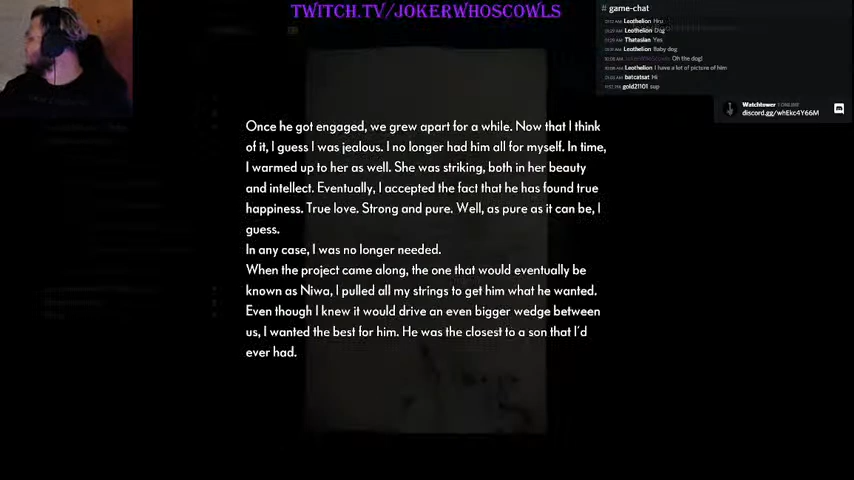 TWITCH.TV/JOKERWHOSCOWLS
# game-chat
Leothelion Hru
Leothelion Dog
Thatasian Yes
Leothelion Baby dog
Oh the dog!
Leothelion I have a lot of picture of him
batcatsat Hi
gold21101 sup
Watchtower
discord.gg/whEkc4Y66M
Once he got engaged, we grew apart for a while. Now that I think
of it, I guess I was jealous. I no longer had him all for myself. In time,
I warmed up to her as well. She was striking, both in her beauty
and intellect. Eventually, I accepted the fact that he has found true
happiness. True love. Strong and pure. Well, as pure as it can be, I
guess.
In any case, I was no longer needed.
When the project came along, the one that would eventually be
known as Niwa, I pulled all my strings to get him what he wanted.
Even though I knew it would drive an even bigger wedge between
us, I wanted the best for him. He was the closest to a son that I'd
ever had.